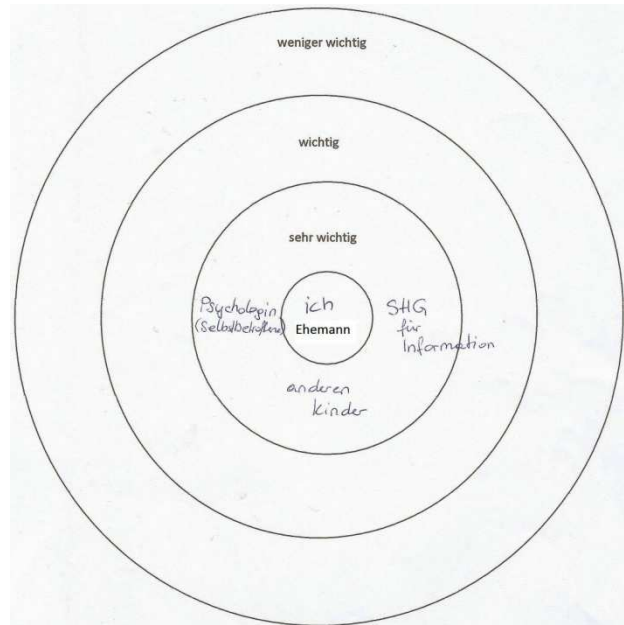 weniger wichtig
wichtig
sehr wichtig
Psychologin
(Selbstbetroffene)
ich
Ehemann
SHG
für
Information
anderen
kinder